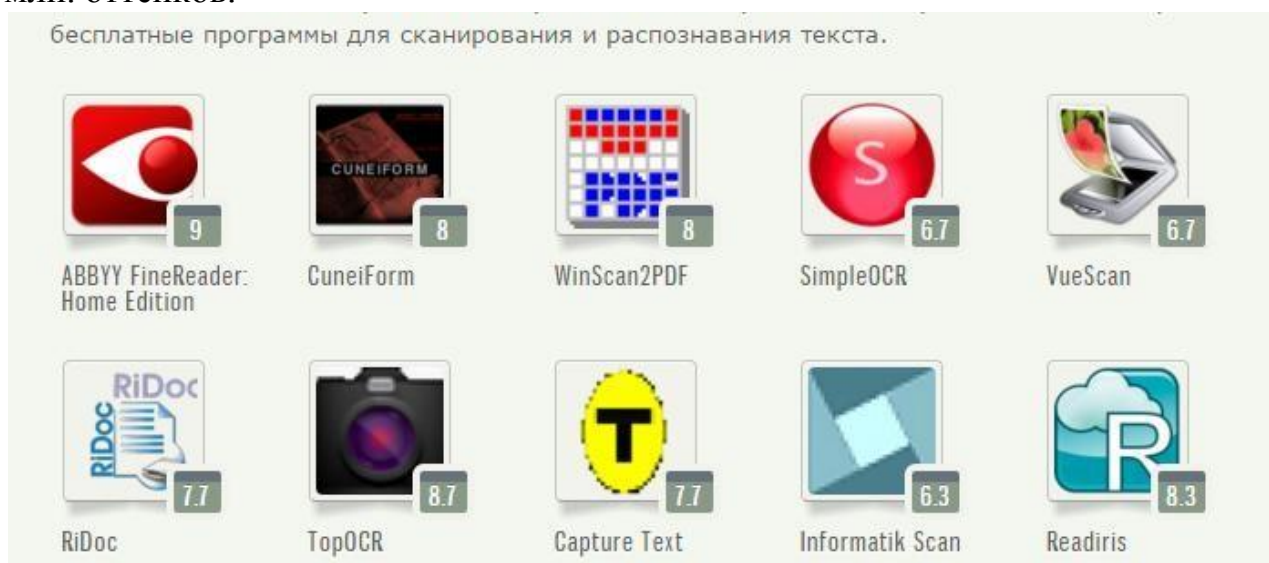 млн. оттенков.
бесплатные программы для сканирования и распознавания текста.
CUNEIFORM
S
9
8
8
6.7
6.7
ABBYY FineReader:
Home Edition
CuneiForm
WinScan2PDF
SimpleOCR
VueScan
RiDoc
RiDoc
T
R
7.7
8.7
7.7
6.3
8.3
RiDoc
TopOCR
Capture Text
Informatik Scan
Readiris